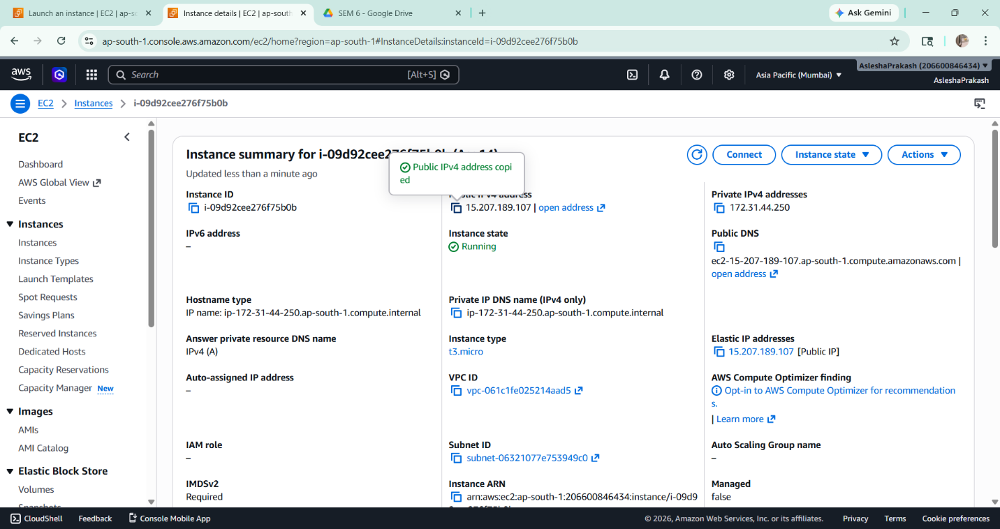 Launch an instance | EC2 | ap-sc
Instance details | EC2 | ap-south
SEM 6 - Google Drive
Ask Gemini
ap-south-1.console.aws.amazon.com/ec2/home?region=ap-south-1#InstanceDetails:instanceId=i-09d92cee276f75b0b
aws
Search
[Alt+S]
Asia Pacific (Mumbai)
AsleshaPrakash (206600846434)
AsleshaPrakash
EC2
Instances
i-09d92cee276f75b0b
EC2
Dashboard
AWS Global View
Events
Instances
Instances
Instance Types
Launch Templates
Spot Requests
Savings Plans
Reserved Instances
Dedicated Hosts
Capacity Reservations
Capacity Manager New
Images
AMIs
AMI Catalog
Elastic Block Store
Volumes
Snapshots
Instance summary for i-09d92cee276f75b0b
Updated less than a minute ago
Connect
Instance state
Actions
Public IPv4 address copi
ed
Instance ID
i-09d92cee276f75b0b
IPv4 address
15.207.189.107 | open address
Private IPv4 addresses
172.31.44.250
IPv6 address
–
Instance state
Running
Public DNS
ec2-15-207-189-107.ap-south-1.compute.amazonaws.com |
open address
Hostname type
IP name: ip-172-31-44-250.ap-south-1.compute.internal
Private IP DNS name (IPv4 only)
ip-172-31-44-250.ap-south-1.compute.internal
Answer private resource DNS name
IPv4 (A)
Instance type
t3.micro
Elastic IP addresses
15.207.189.107 [Public IP]
Auto-assigned IP address
–
VPC ID
vpc-061c1fe025214aad5
AWS Compute Optimizer finding
Opt-in to AWS Compute Optimizer for recommendation
s.
| Learn more
IAM role
–
Subnet ID
subnet-06321077e753949c0
Auto Scaling Group name
–
IMDSv2
Required
Instance ARN
arn:aws:ec2:ap-south-1:206600846434:instance/i-09d9
Managed
false
CloudShell
Feedback
Console Mobile App
© 2026, Amazon Web Services, Inc. or its affiliates.
Privacy
Terms
Cookie preferences